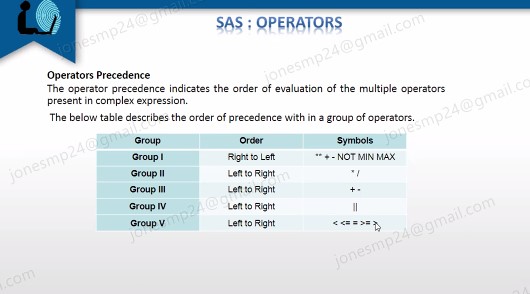 SAS : OPERATORS
jonesmp24@gmail.com
jonesmp24@gmail.com
Operators Precedence
The operator precedence indicates the order of evaluation of the multiple operators
present in complex expression.
The below table describes the order of precedence with in a group of operators.
jonesmp24@gmail.com
Group Order Symbols
Group I Right to Left ** + - NOT MIN MAX
Group II Left to Right * /
Group III Left to Right + -
Group IV Left to Right ||
Group V Left to Right < <= = >= >
jonesmp24@gmail.com
jonesmp24@gmail.com
jonesmp24@gmail.com
.com